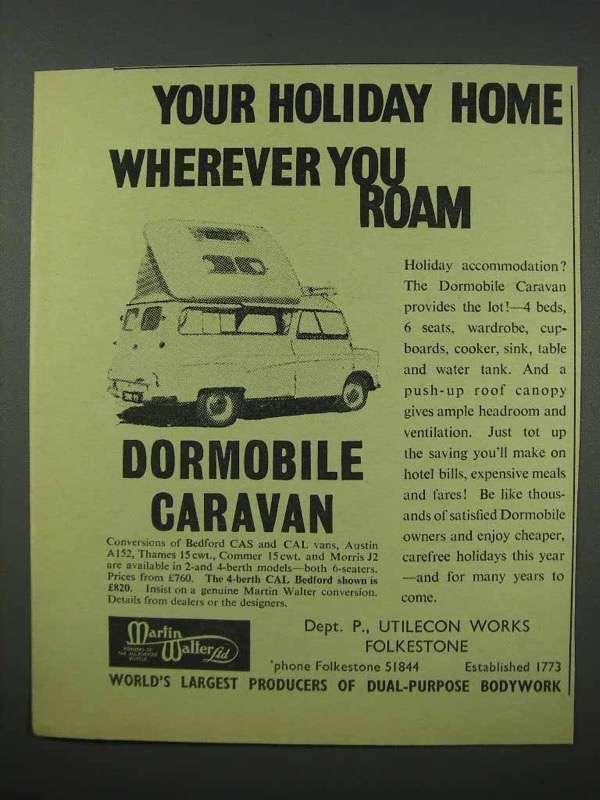 YOUR HOLIDAY HOME
WHEREVER YOU
ROAM
Holiday accommodation?
The Dormobile Caravan
provides the lot!—4 beds,
6 seats, wardrobe, cup-
boards, cooker, sink, table
and water tank. And a
push-up roof canopy
gives ample headroom and
ventilation. Just tot up
the saving you'll make on
hotel bills, expensive meals
and fares! Be like thous-
ands of satisfied Dormobile
owners and enjoy cheaper,
carefree holidays this year
—and for many years to
come.
DORMOBILE
CARAVAN
Conversions of Bedford CAS and CAL vans, Austin
A152, Thames 15 cwt., Commer 15 cwt. and Morris J2
are available in 2-and 4-berth models—both 6-seaters.
Prices from £760. The 4-berth CAL Bedford shown is
£820. Insist on a genuine Martin Walter conversion.
Details from dealers or the designers.
Martin
Walter Ltd
PIONEERS OF
THE ALL-PURPOSE
VEHICLE
Dept. P., UTILECON WORKS
FOLKESTONE
'phone Folkestone 51844 Established 1773
WORLD'S LARGEST PRODUCERS OF DUAL-PURPOSE BODYWORK